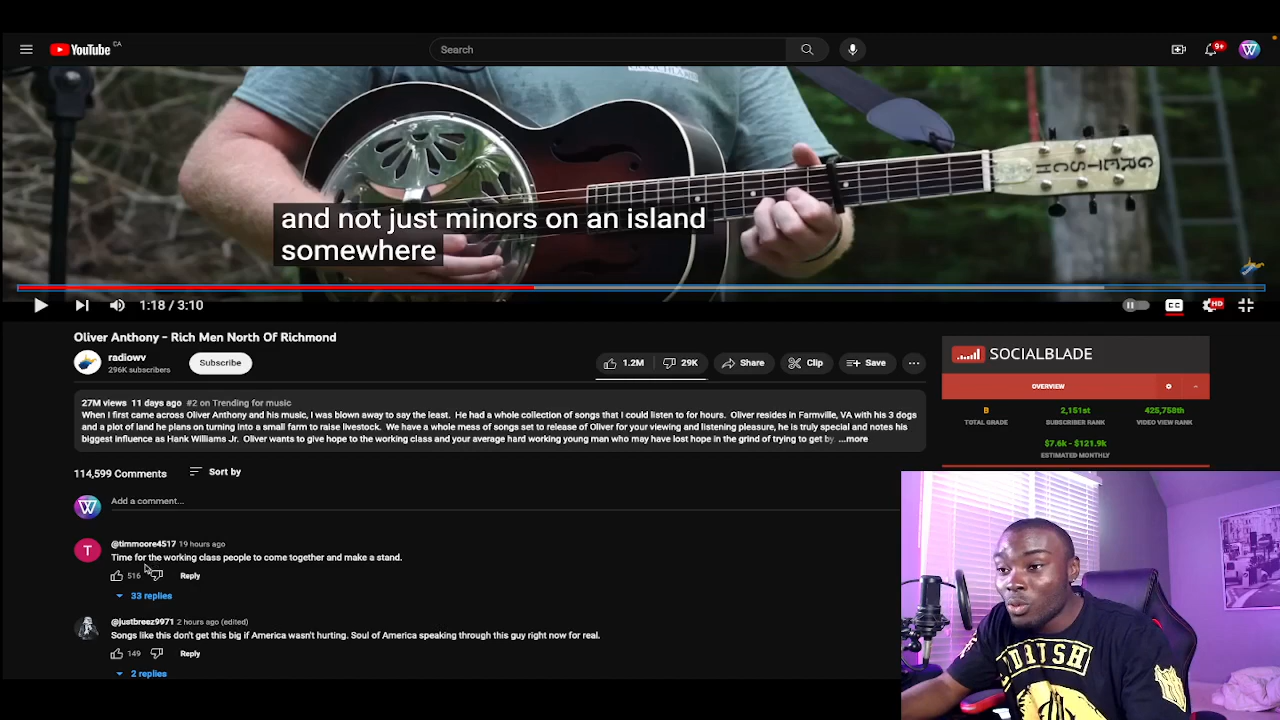 YouTube CA
Search
9+
W
GRETSCH
and not just minors on an island
somewhere
1:18 / 3:10
CC
HD
Oliver Anthony - Rich Men North Of Richmond
radiowv
296K subscribers
Subscribe
1.2M
29K
Share
Clip
Save
...
27M views 11 days ago #2 on Trending for music
When I first came across Oliver Anthony and his music, I was blown away to say the least. He had a whole collection of songs that I could listen to for hours. Oliver resides in Farmville, VA with his 3 dogs
and a plot of land he plans on turning into a small farm to raise livestock. We have a whole mess of songs set to release of Oliver for your viewing and listening pleasure, he is truly special and notes his
biggest influence as Hank Williams Jr. Oliver wants to give hope to the working class and your average hard working young man who may have lost hope in the grind of trying to get by. ...more
SOCIALBLADE
OVERVIEW
B
2,151st
425,758th
TOTAL GRADE
SUBSCRIBER RANK
VIDEO VIEW RANK
$7.6k - $121.9k
ESTIMATED MONTHLY
114,599 Comments
Sort by
W
Add a comment...
T
@timmoore4517 19 hours ago
Time for the working class people to come together and make a stand.
516
Reply
33 replies
@justbreez9971 2 hours ago (edited)
Songs like this don't get this big if America wasn't hurting. Soul of America speaking through this guy right now for real.
149
Reply
2 replies